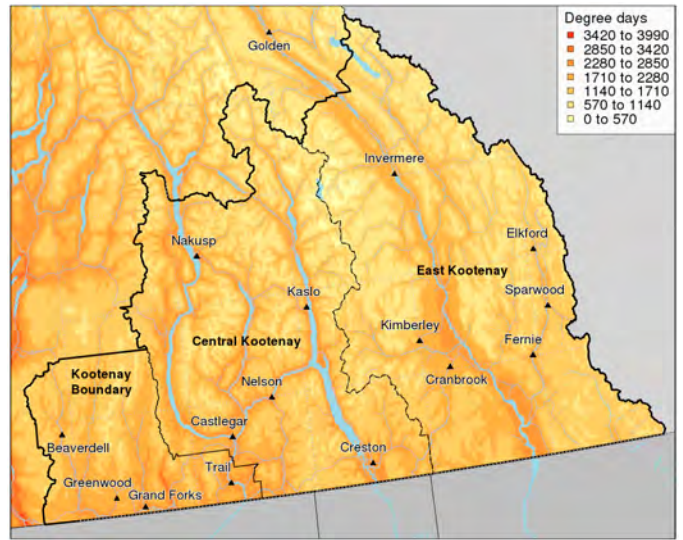 Degree days
3420 to 3990
2850 to 3420
2280 to 2850
1710 to 2280
1140 to 1710
570 to 1140
0 to 570
Golden
Invermere
Elkford
Nakusp
East Kootenay
Kaslo
Sparwood
Kimberley
Central Kootenay
Fernie
Kootenay
Boundary
Nelson
Cranbrook
Castlegar
Beaverdell
Creston
Trail
Greenwood
Grand Forks